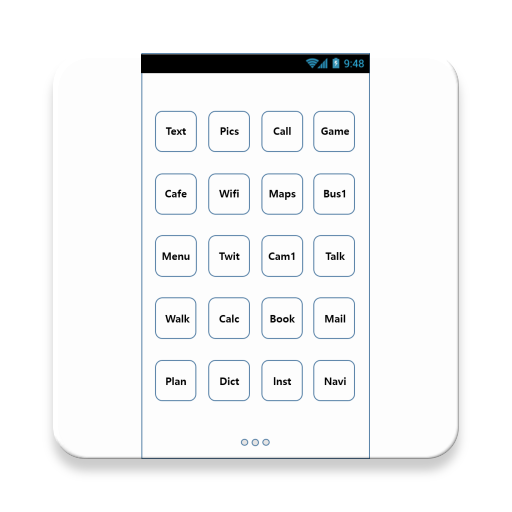 9:48
Text Pics Call Game
Cafe Wifi Maps Bus1
Menu Twit Cam1 Talk
Walk Calc Book Mail
Plan Dict Inst Navi